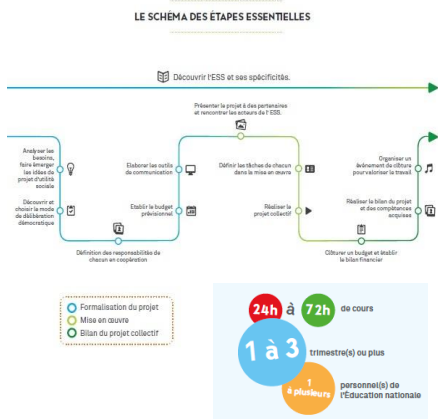 LE SCHÉMA DES ÉTAPES ESSENTIELLES
Découvrir l'ESS et ses spécificités.
Présenter le projet à des partenaires
et rencontrer les acteurs de l'ESS.
Analyser les
besoins,
faire émerger
les idées de
projet d'utilité
sociale
Découvrir et
choisir la mode
de délibération
démocratique
Définition des responsabilités de
chacun en coopération
Elaborer les outils
de communication
Etablir le budget
prévisionnel
Définir les tâches de chacun
dans la mise en œuvre
Réaliser le
projet collectif
Clôturer un budget et établir
le bilan financier
Organiser un
évènement de clôture
pour valoriser le travail
Réaliser le bilan du projet
et des compétences
acquises
Formalisation du projet
Mise en œuvre
Bilan du projet collectif
24h à 72h de cours
1 à 3 trimestre(s) ou plus
1
à plusieurs
personnel(s) de
l'Éducation nationale